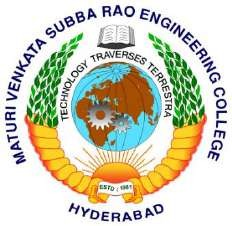 MATURI VENKATA SUBBA RAO ENGINEERING COLLEGE
TECHNOLOGY TRAVERSES TERRESTRA
ESTD : 1981
HYDERABAD